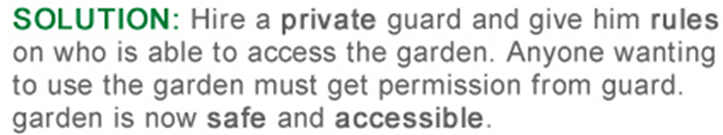 SOLUTION: Hire a private guard and give him rules
on who is able to access the garden. Anyone wanting
to use the garden must get permission from guard.
garden is now safe and accessible.